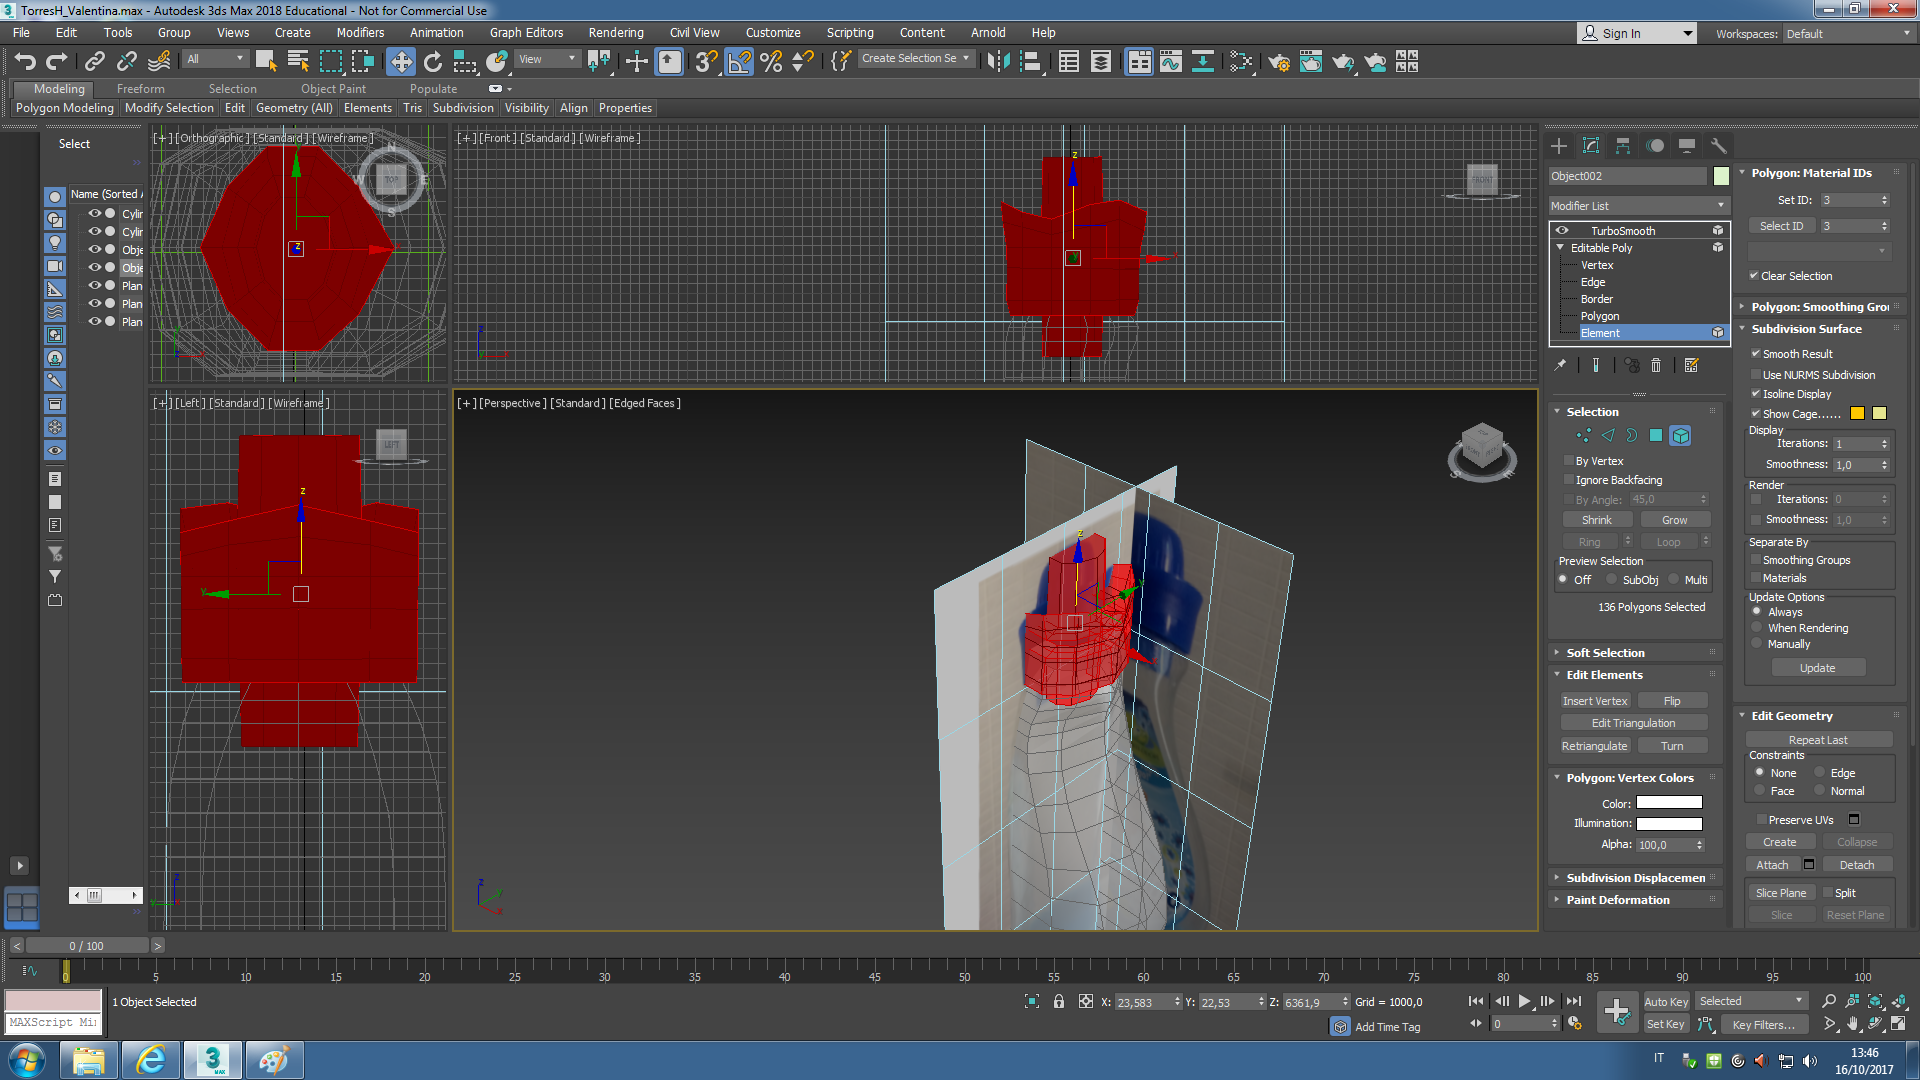 TorresH_Valentina.max - Autodesk 3ds Max 2018 Educational - Not for Commercial Use
File Edit Tools Group Views Create Modifiers Animation Graph Editors Rendering Civil View Customize Scripting Content Arnold Help
Sign In Workspaces: Default
All View Create Selection Se
Modeling Freeform Selection Object Paint Populate
Polygon Modeling Modify Selection Edit Geometry (All) Elements Tris Subdivision Visibility Align Properties
Select
Name (Sorted A
Cylin
Cylin
Obje
Obje
Plan
Plan
Plan
[+] [Orthographic] [Standard] [Wireframe]
N
W TOP E
S
[+] [Front] [Standard] [Wireframe]
FRONT
[+] [Left] [Standard] [Wireframe]
LEFT
[+] [Perspective] [Standard] [Edged Faces]
Object002
Modifier List
TurboSmooth
Editable Poly
Vertex
Edge
Border
Polygon
Element
Selection
By Vertex
Ignore Backfacing
By Angle: 45,0
Shrink Grow
Ring Loop
Preview Selection
Off SubObj Multi
136 Polygons Selected
Soft Selection
Edit Elements
Insert Vertex Flip
Edit Triangulation
Retriangulate Turn
Polygon: Vertex Colors
Color:
Illumination:
Alpha: 100,0
Subdivision Displacemen
Paint Deformation
Polygon: Material IDs
Set ID: 3
Select ID 3
Clear Selection
Polygon: Smoothing Grou
Subdivision Surface
Smooth Result
Use NURMS Subdivision
Isoline Display
Show Cage......
Display
Iterations: 1
Smoothness: 1,0
Render
Iterations: 0
Smoothness: 1,0
Separate By
Smoothing Groups
Materials
Update Options
Always
When Rendering
Manually
Update
Edit Geometry
Repeat Last
Constraints
None Edge
Face Normal
Preserve UVs
Create Collapse
Attach Detach
Slice Plane Split
Slice Reset Plane
0 / 100
0 5 10 15 20 25 30 35 40 45 50 55 60 65 70 75 80 85 90 95 100
1 Object Selected
X: 23,583 Y: 22,53 Z: 6361,9 Grid = 1000,0
Auto Key Selected
MAXScript Mi
Add Time Tag
0
Set Key Key Filters...
3 MAX
IT
13:46
16/10/2017